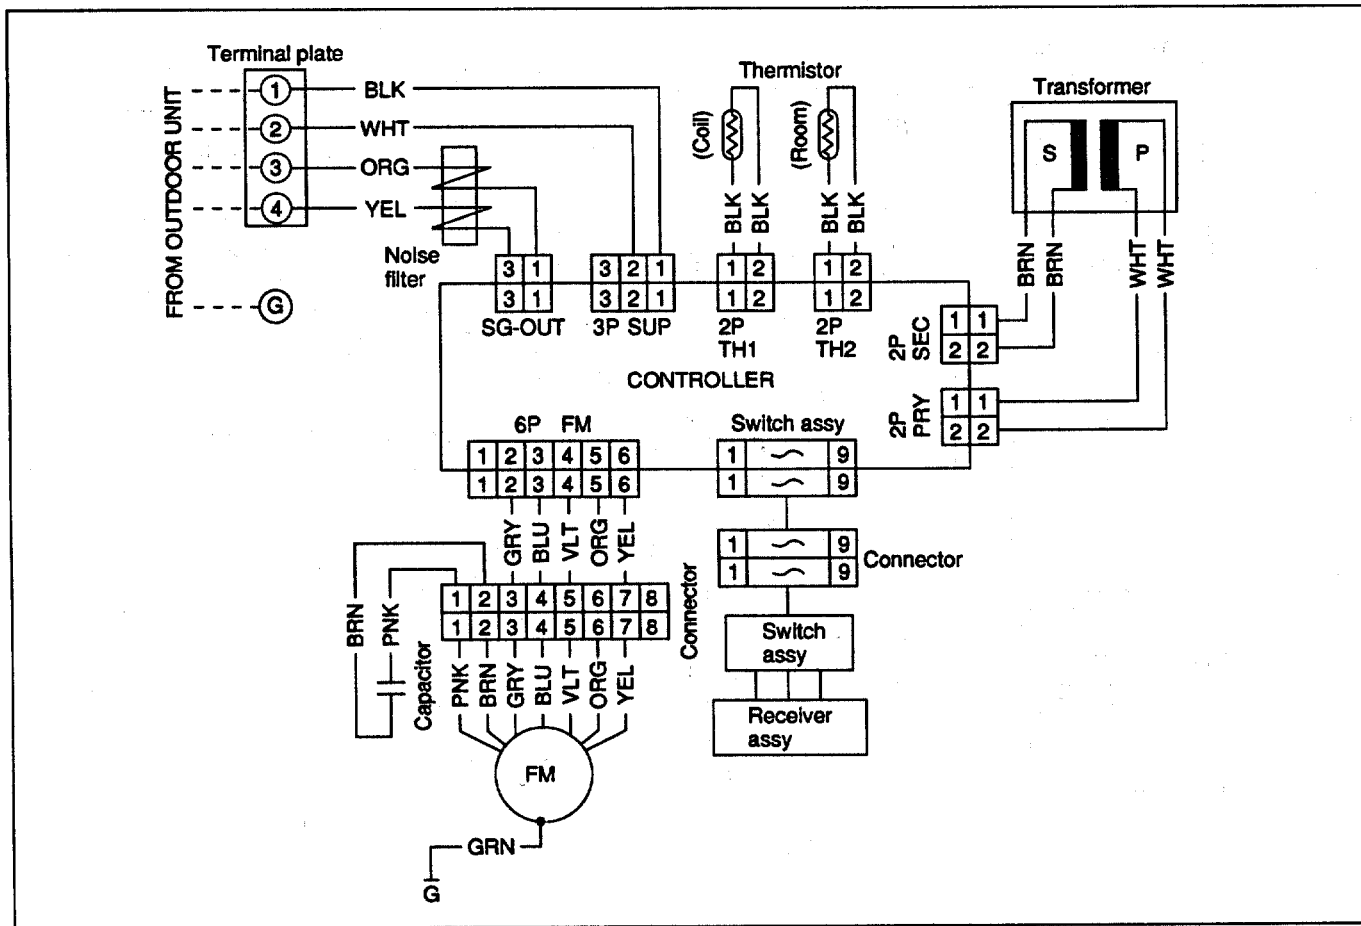 Terminal plate
FROM OUTDOOR UNIT
1 BLK
2 WHT
3 ORG
4 YEL
G
Noise
filter
Thermistor
(Coil)
(Room)
BLK BLK BLK BLK
Transformer
S P
BRN BRN WHT WHT
3 1 3 2 1 1 2 1 2
3 1 3 2 1 1 2 1 2
SG-OUT 3P SUP 2P TH1 2P TH2
2P SEC
1 1
2 2
2P PRY
1 1
2 2
CONTROLLER
6P FM
1 2 3 4 5 6
1 2 3 4 5 6
GRY BLU VLT ORG YEL
Switch assy
1 9
1 9
1 9
1 9
Connector
Switch
assy
Receiver
assy
BRN PNK
Capacitor
1 2 3 4 5 6 7 8
1 2 3 4 5 6 7 8
Connector
PNK BRN GRY BLU VLT ORG YEL
FM
GRN
G